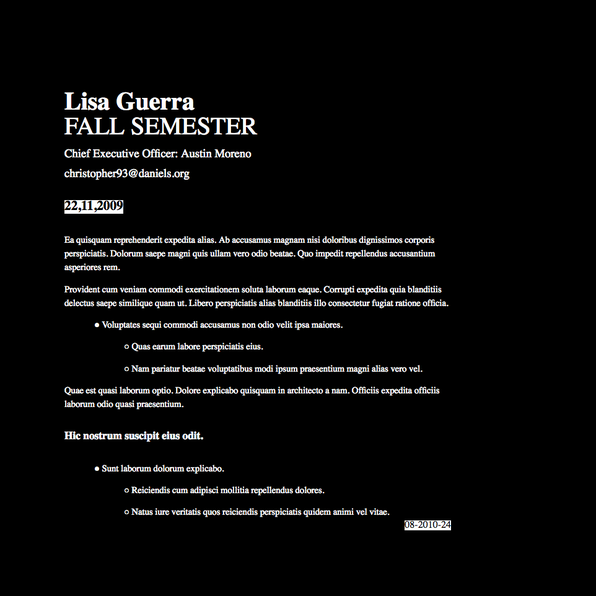 Lisa Guerra
FALL SEMESTER
Chief Executive Officer: Austin Moreno
christopher93@daniels.org
22,11,2009
Ea quisquam reprehenderit expedita alias. Ab accusamus magnam nisi doloribus dignissimos corporis
perspiciatis. Dolorum saepe magni quis ullam vero odio beatae. Quo impedit repellendus accusantium
asperiores rem.
Provident cum veniam commodi exercitationem soluta laborum eaque. Corrupti expedita quia blanditiis
delectus saepe similique quam ut. Libero perspiciatis alias blanditiis illo consectetur fugiat ratione officia.
● Voluptates sequi commodi accusamus non odio velit ipsa maiores.
○ Quas earum labore perspiciatis eius.
○ Nam pariatur beatae voluptatibus modi ipsum praesentium magni alias vero vel.
Quae est quasi laborum optio. Dolore explicabo quisquam in architecto a nam. Officiis expedita officiis
laborum odio quasi praesentium.
Hic nostrum suscipit eius odit.
● Sunt laborum dolorum explicabo.
○ Reiciendis cum adipisci mollitia repellendus dolores.
○ Natus iure veritatis quos reiciendis perspiciatis quidem animi vel vitae.
08-2010-24